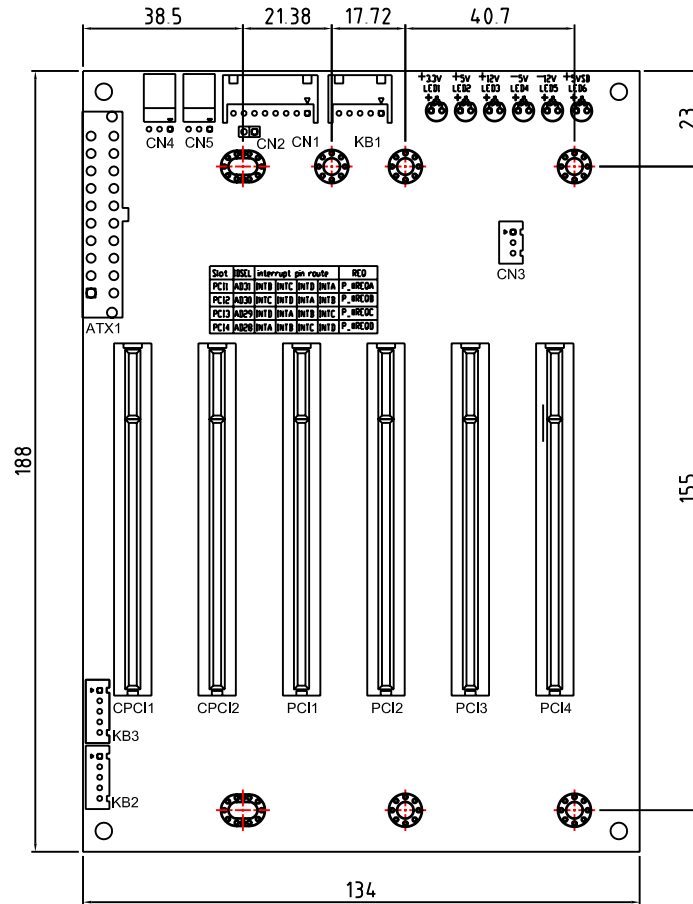 38.5 21.38 17.72 40.7
+3.3V +5V +12V -5V -12V +5VSB
LED1 LED2 LED3 LED4 LED5 LED6
+ + + + + +
23
CN4 CN5 CN2 CN1 KB1
CN3
Slot IDSEL interrupt pin route REQ
PCI1 AD31 INTB INTC INTD INTA P_#REQA
PCI2 AD30 INTC INTD INTA INTB P_#REQB
PCI3 AD29 INTD INTA INTB INTC P_#REQC
PCI4 AD28 INTA INTB INTC INTD P_#REQD
ATX1
188
155
CPCI1 CPCI2 PCI1 PCI2 PCI3 PCI4
KB3
KB2
134